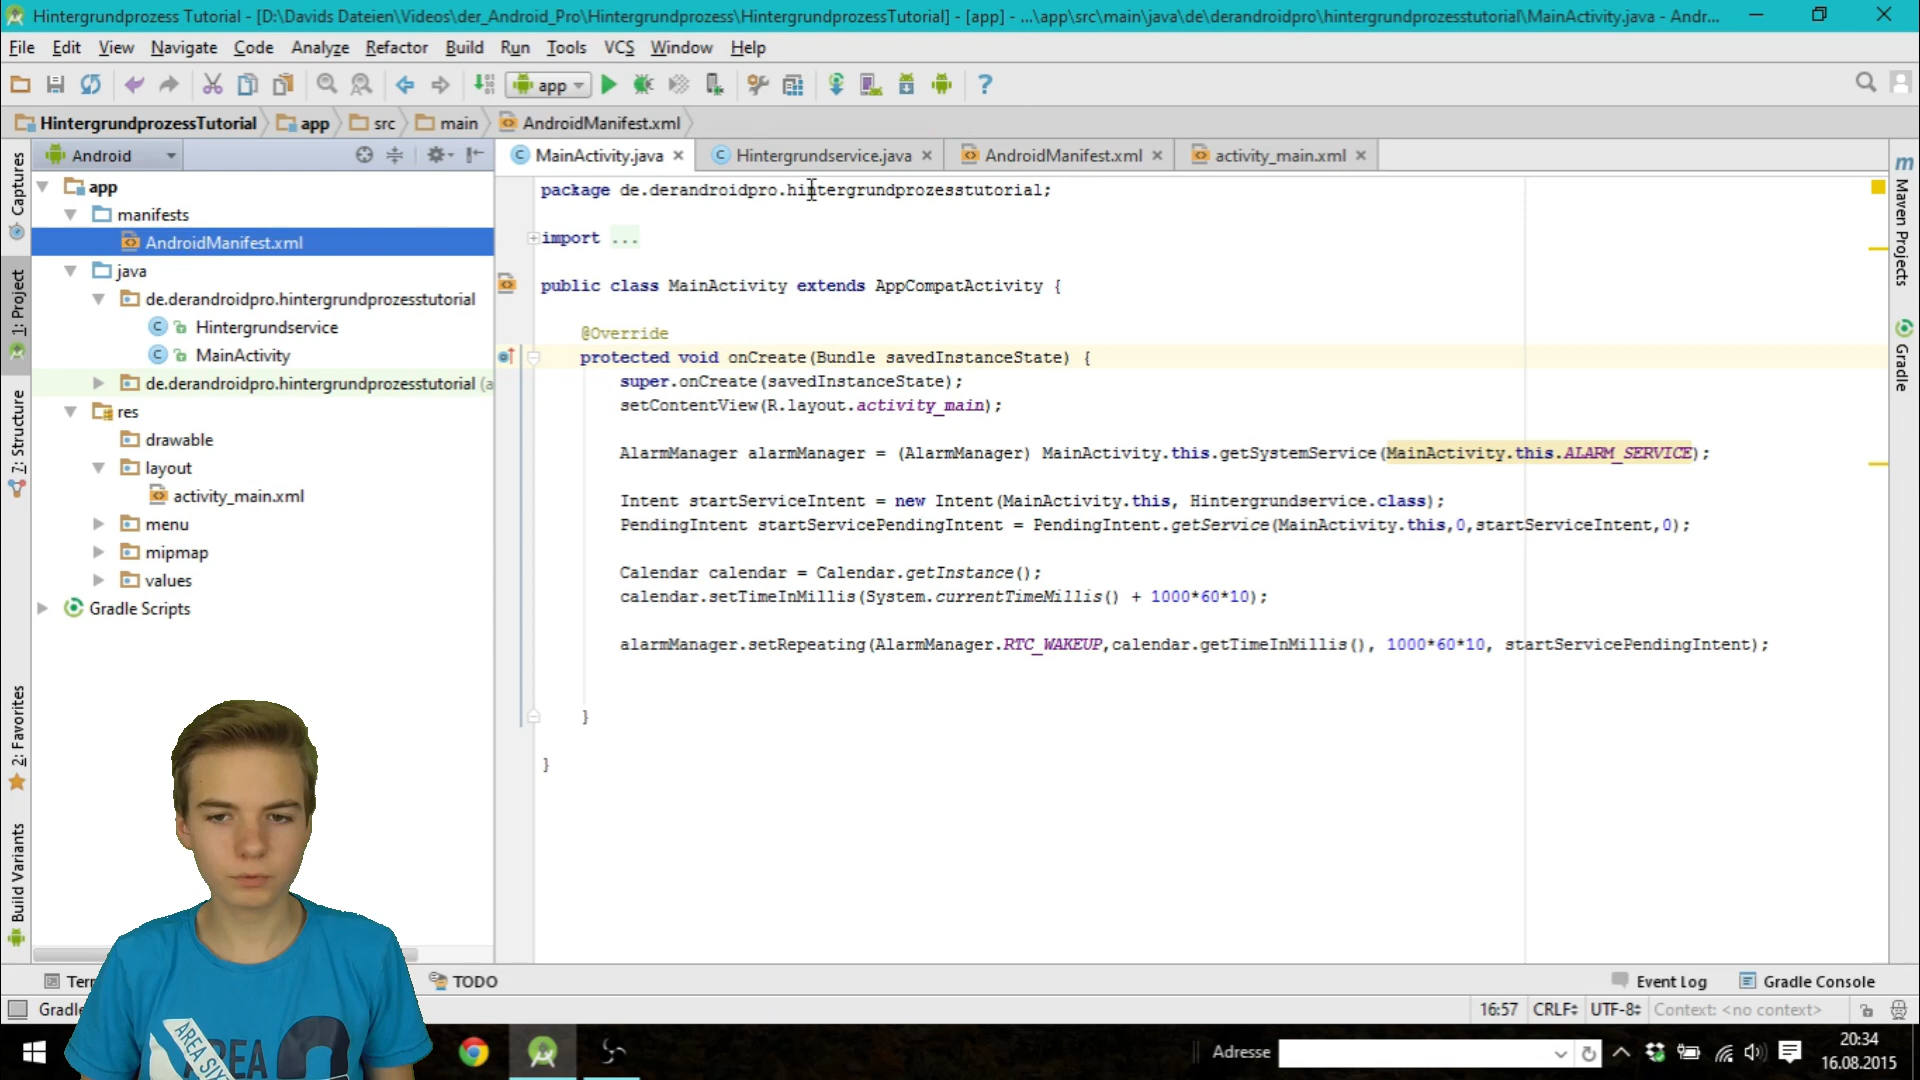 Hintergrundprozess Tutorial - [D:\Davids Dateien\Videos\der_Android_Pro\Hintergrundprozess\HintergrundprozessTutorial] - [app] - ...\app\src\main\java\de\derandroidpro\hintergrundprozesstutorial\MainActivity.java - Andr...
File Edit View Navigate Code Analyze Refactor Build Run Tools VCS Window Help
app
HintergrundprozessTutorial app src main AndroidManifest.xml
Android
MainActivity.java Hintergrundservice.java AndroidManifest.xml activity_main.xml
Captures
1: Project
7: Structure
2: Favorites
Build Variants
app
manifests
AndroidManifest.xml
java
de.derandroidpro.hintergrundprozesstutorial
Hintergrundservice
MainActivity
de.derandroidpro.hintergrundprozesstutorial (a
res
drawable
layout
activity_main.xml
menu
mipmap
values
Gradle Scripts
package de.derandroidpro.hintergrundprozesstutorial;
import ...
public class MainActivity extends AppCompatActivity {
@Override
protected void onCreate(Bundle savedInstanceState) {
super.onCreate(savedInstanceState);
setContentView(R.layout.activity_main);
AlarmManager alarmManager = (AlarmManager) MainActivity.this.getSystemService(MainActivity.this.ALARM_SERVICE);
Intent startServiceIntent = new Intent(MainActivity.this, Hintergrundservice.class);
PendingIntent startServicePendingIntent = PendingIntent.getService(MainActivity.this,0,startServiceIntent,0);
Calendar calendar = Calendar.getInstance();
calendar.setTimeInMillis(System.currentTimeMillis() + 1000*60*10);
alarmManager.setRepeating(AlarmManager.RTC_WAKEUP,calendar.getTimeInMillis(), 1000*60*10, startServicePendingIntent);
}
}
m Maven Projects
Gradle
Terr TODO Event Log Gradle Console
Gradle 16:57 CRLF UTF-8 Context: <no context>
AREA SIX
AREA
Adresse
20:34
16.08.2015